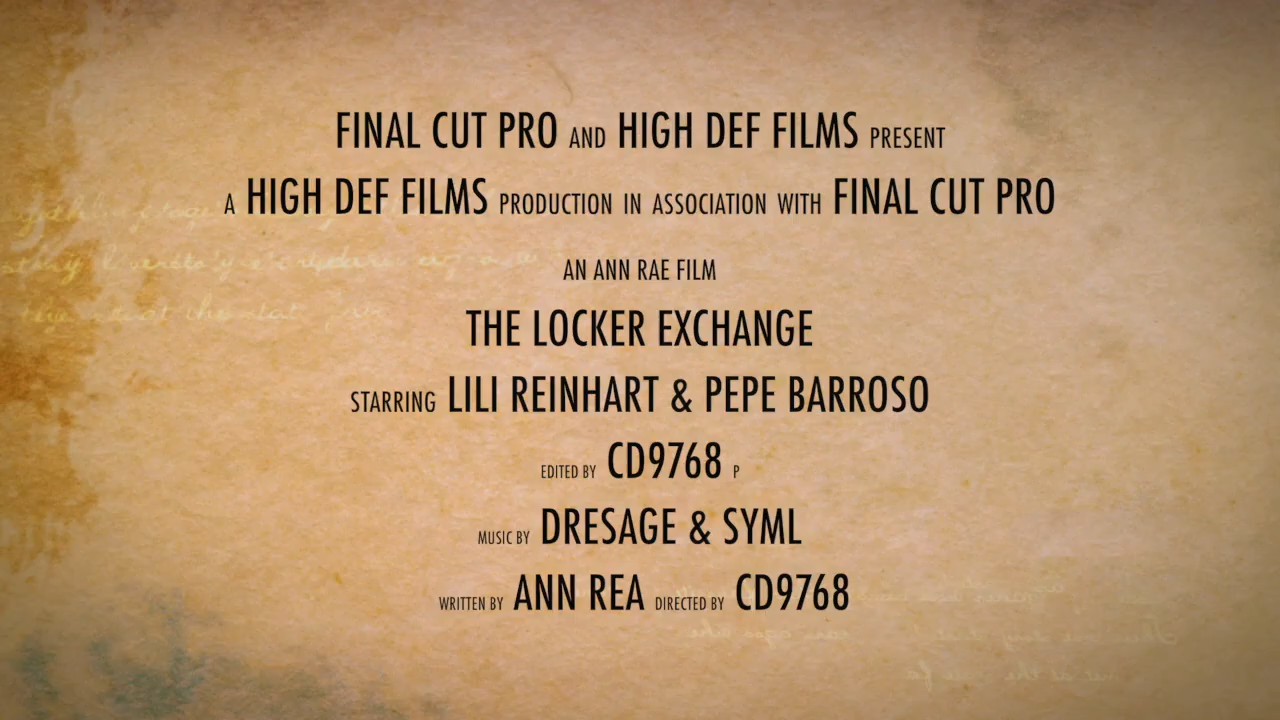 FINAL CUT PRO AND HIGH DEF FILMS PRESENT
A HIGH DEF FILMS PRODUCTION IN ASSOCIATION WITH FINAL CUT PRO
AN ANN RAE FILM
THE LOCKER EXCHANGE
STARRING LILI REINHART & PEPE BARROSO
EDITED BY CD9768 P
MUSIC BY DRESAGE & SYML
WRITTEN BY ANN REA DIRECTED BY CD9768